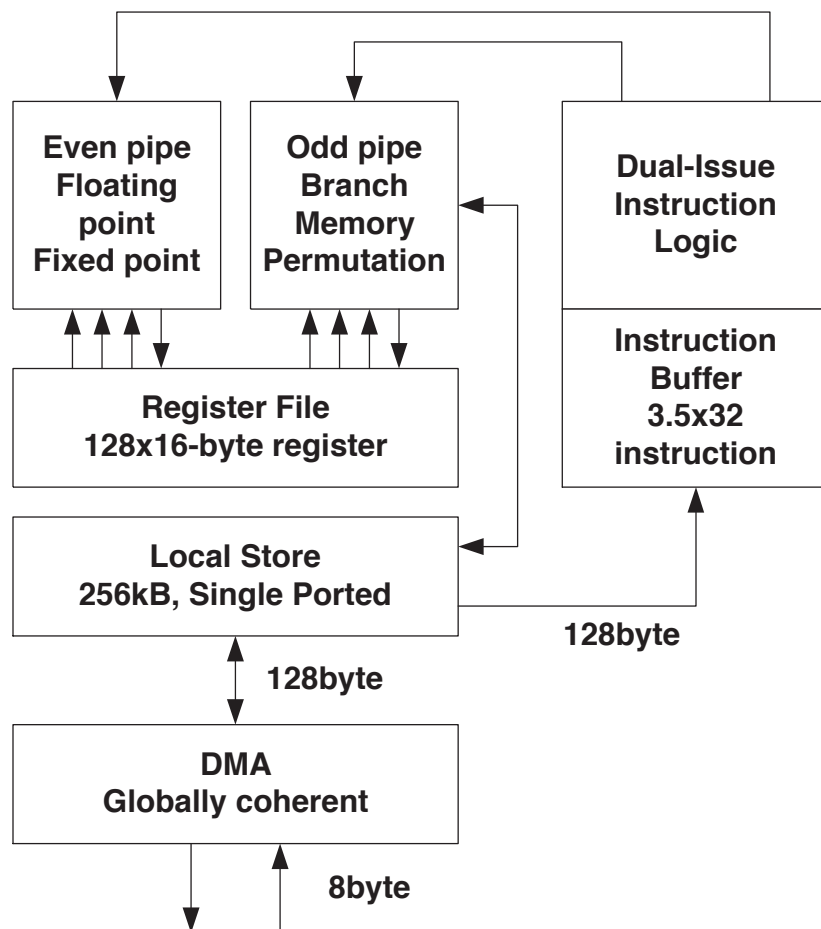 Even pipe
Floating
point
Fixed point
Odd pipe
Branch
Memory
Permutation
Dual-Issue
Instruction
Logic
Instruction
Buffer
3.5x32
instruction
Register File
128x16-byte register
Local Store
256kB, Single Ported
128byte
128byte
DMA
Globally coherent
8byte